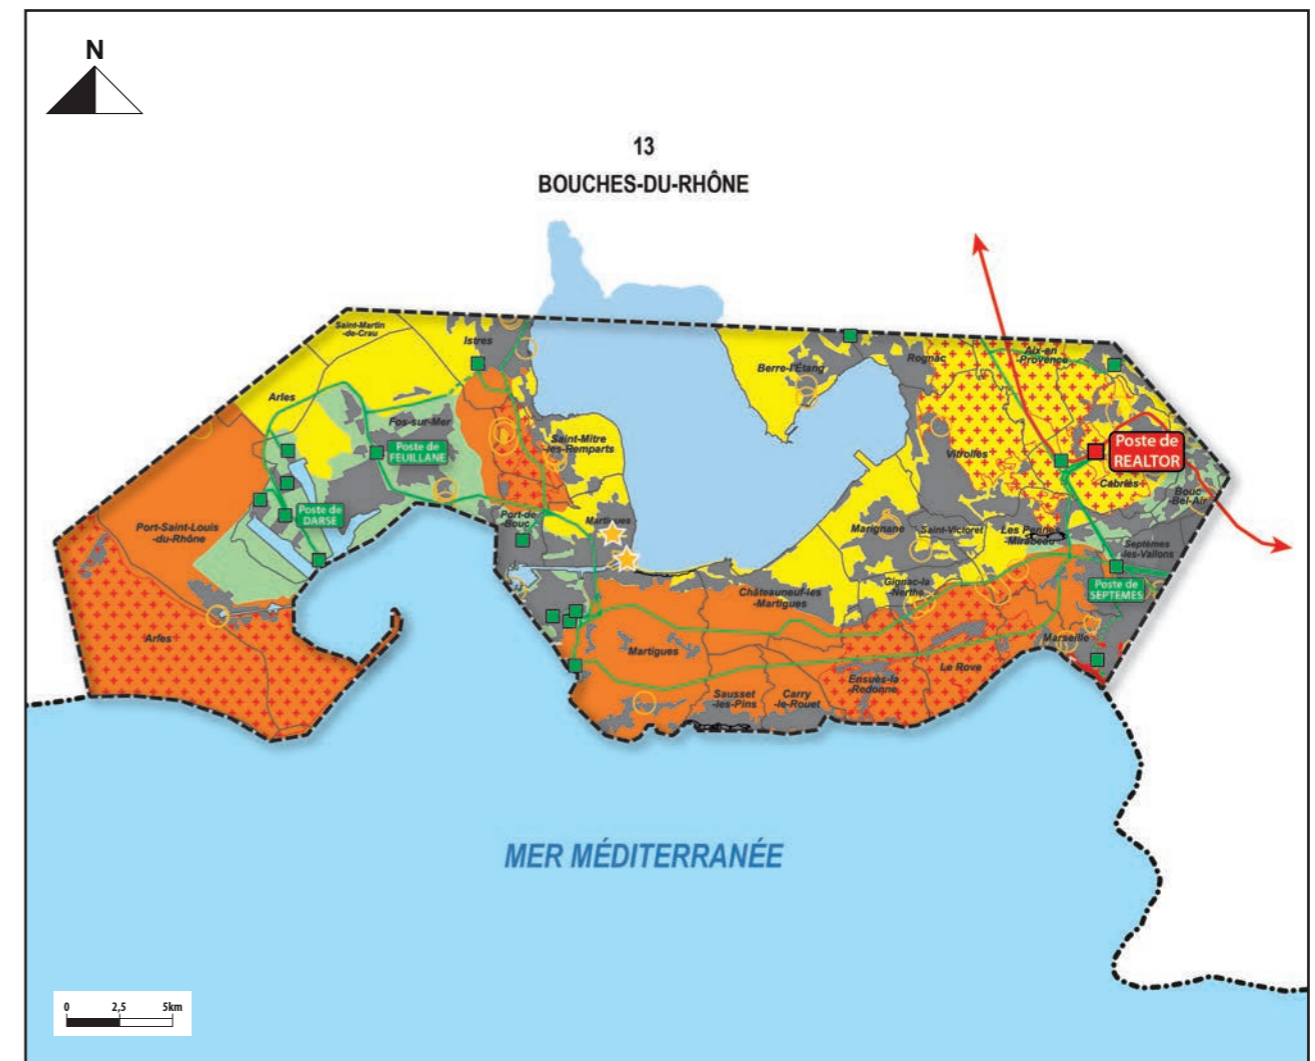 N
13
BOUCHES-DU-RHÔNE
Saint-Martin
-de-Crau
Istres
Arles
Fos-sur-Mer
Poste de
FEUILLANE
Saint-Mitre
-les-Remparts
Berre-l'Étang
Rognac
Aix-en
-Provence
Vitrolles
Poste de
REALTOR
Cabriès
Bouc
-Bel-Air
Port-Saint-Louis
-du-Rhône
Poste de
DARSE
Port-de
-Bouc
Martigues
Marignane
Saint-Victoret
Les Pennes
-Mirabeau
Septèmes
-les-Vallons
Poste de
SEPTEMES
Châteauneuf-les
-Martigues
Gignac-la
-Nerthe
Arles
Martigues
Marseille
Le Rove
Ensuès-la
-Redonne
Sausset
-les-Pins
Carry
-le-Rouet
MER MÉDITERRANÉE
0 2,5 5km